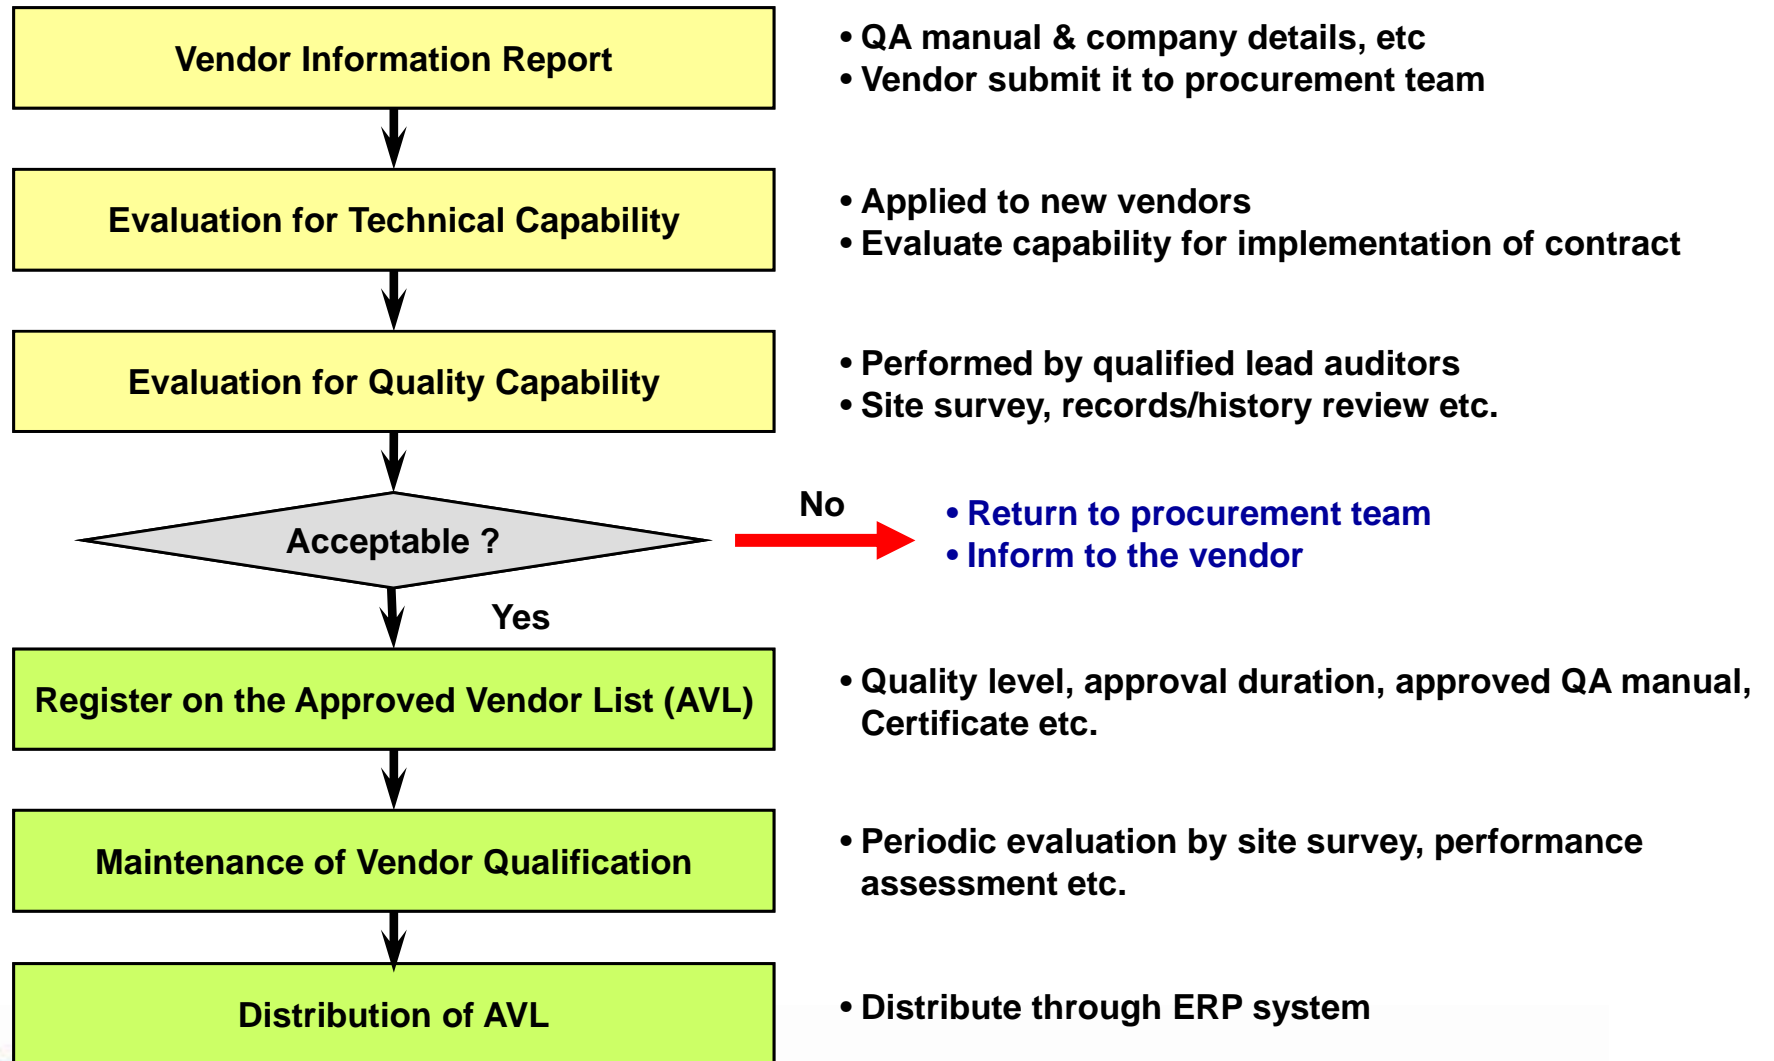 Vendor Information Report
• QA manual & company details, etc
• Vendor submit it to procurement team
Evaluation for Technical Capability
• Applied to new vendors
• Evaluate capability for implementation of contract
Evaluation for Quality Capability
• Performed by qualified lead auditors
• Site survey, records/history review etc.
Acceptable ?
No
• Return to procurement team
• Inform to the vendor
Yes
Register on the Approved Vendor List (AVL)
• Quality level, approval duration, approved QA manual,
Certificate etc.
Maintenance of Vendor Qualification
• Periodic evaluation by site survey, performance
assessment etc.
Distribution of AVL
• Distribute through ERP system